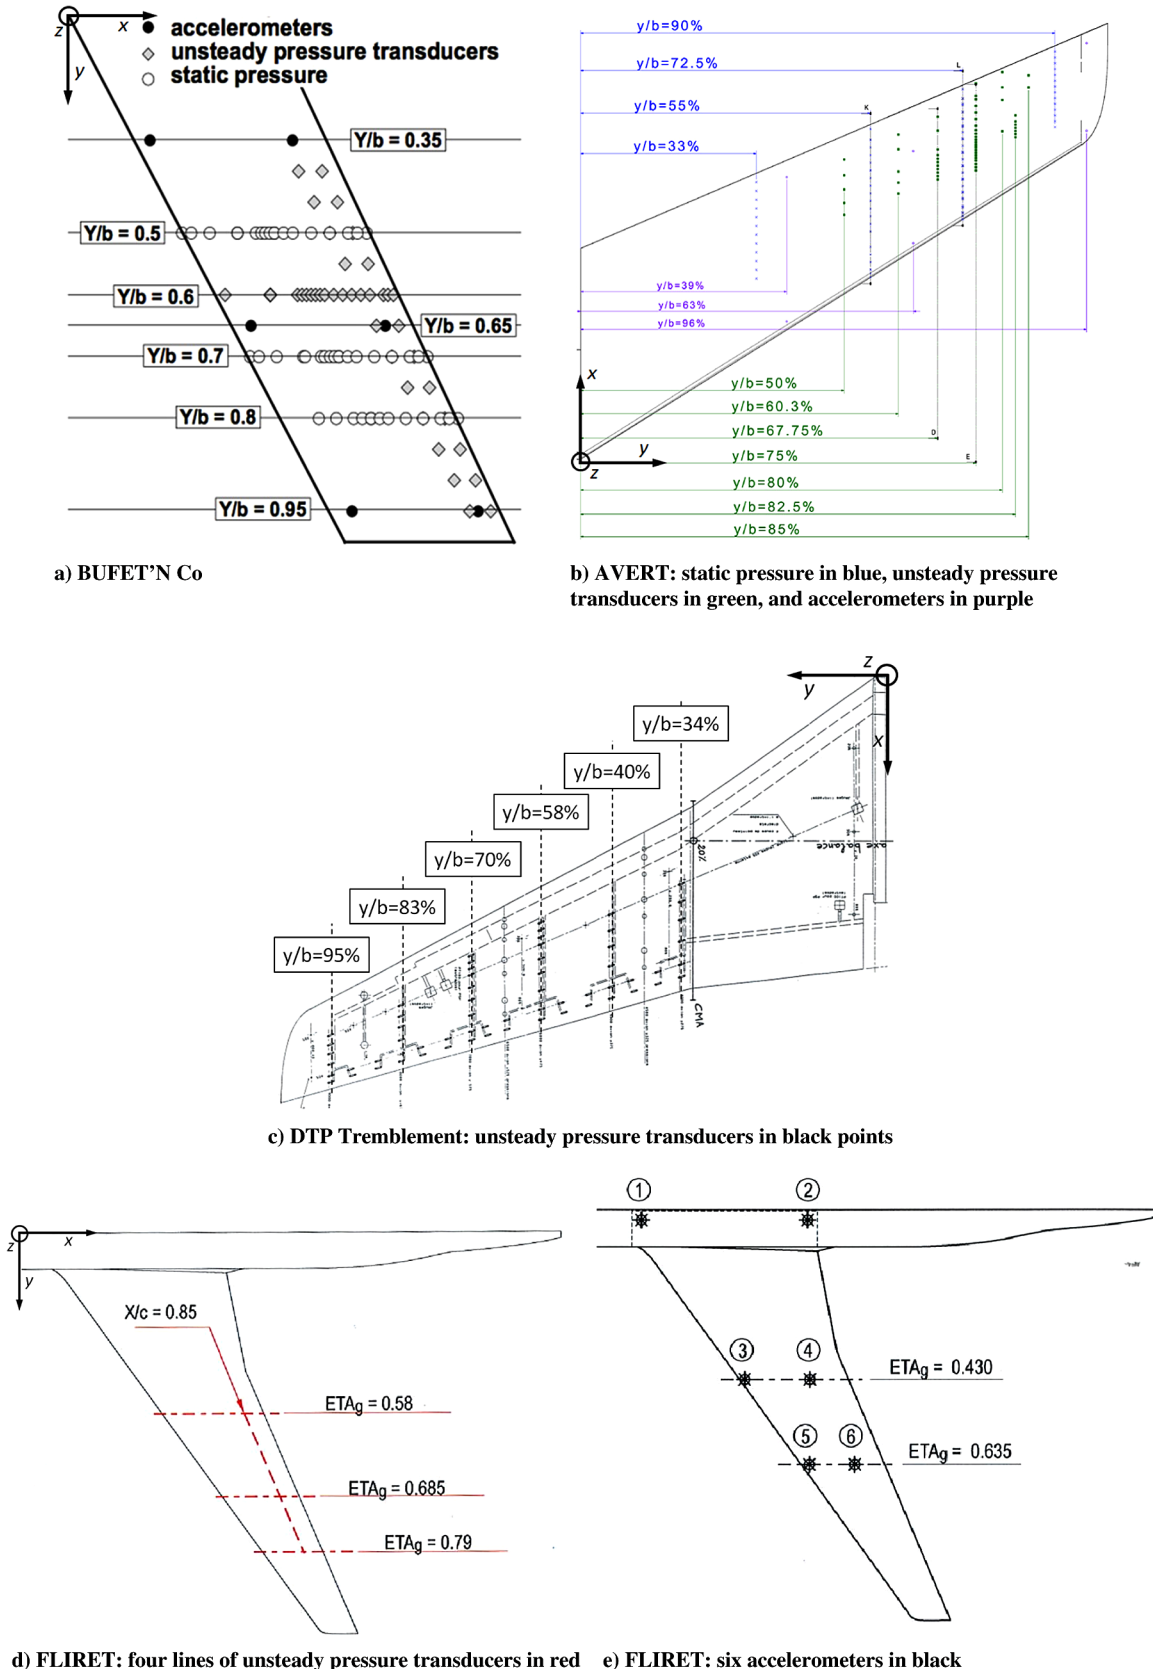 z x
y
accelerometers
unsteady pressure transducers
static pressure
Y/b = 0.35
Y/b = 0.5
Y/b = 0.6
Y/b = 0.65
Y/b = 0.7
Y/b = 0.8
Y/b = 0.95
a) BUFET'N Co
y/b=90%
y/b=72.5%
L
y/b=55%
K
y/b=33%
y/b=39%
y/b=63%
y/b=96%
x
y/b=50%
y/b=60.3%
y/b=67.75%
D
y
y/b=75%
E
z
y/b=80%
y/b=82.5%
y/b=85%
b) AVERT: static pressure in blue, unsteady pressure
transducers in green, and accelerometers in purple
z
y
x
y/b=34%
y/b=40%
y/b=58%
y/b=70%
y/b=83%
y/b=95%
20%
axe balance
CMA
c) DTP Tremblement: unsteady pressure transducers in black points
z x
y
X/c = 0.85
ETAg = 0.58
ETAg = 0.685
ETAg = 0.79
d) FLIRET: four lines of unsteady pressure transducers in red
1 2
3 4
ETAg = 0.430
5 6
ETAg = 0.635
e) FLIRET: six accelerometers in black